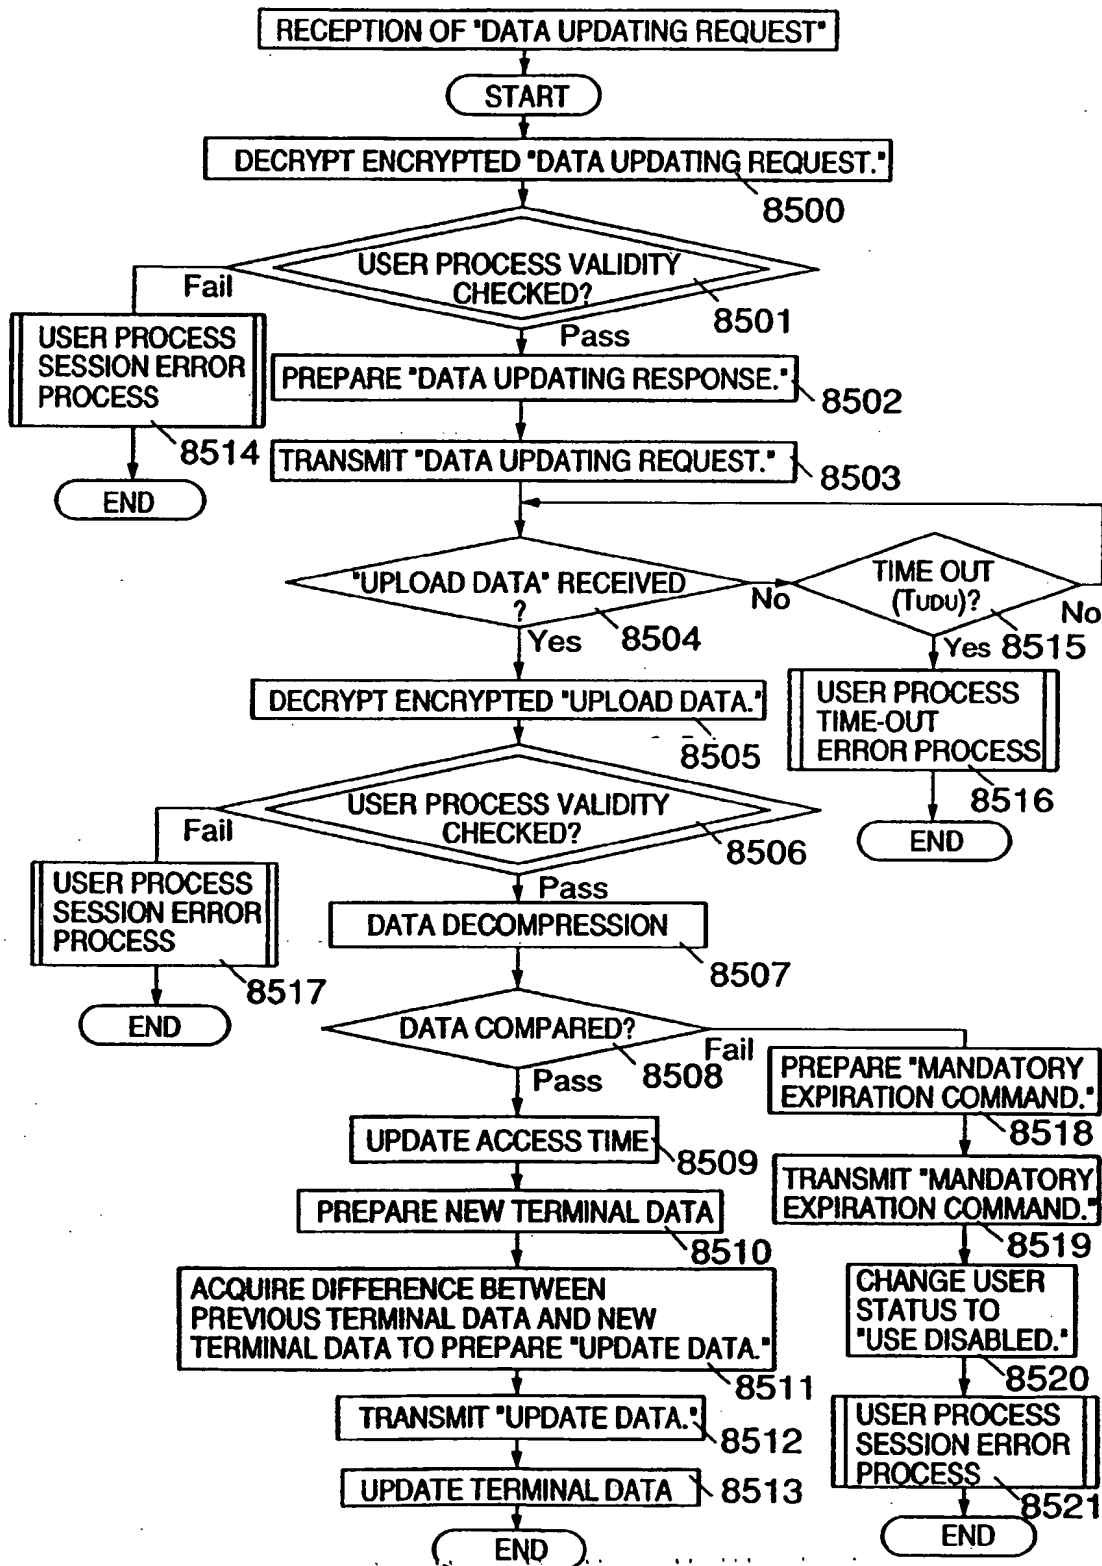 RECEPTION OF "DATA UPDATING REQUEST"
START
DECRYPT ENCRYPTED "DATA UPDATING REQUEST."
8500
USER PROCESS VALIDITY
CHECKED?
8501
Fail
Pass
USER PROCESS
SESSION ERROR
PROCESS
8514
END
PREPARE "DATA UPDATING RESPONSE."
8502
TRANSMIT "DATA UPDATING REQUEST."
8503
"UPLOAD DATA" RECEIVED
?
8504
No
Yes
TIME OUT
(TUDU)?
8515
No
Yes
USER PROCESS
TIME-OUT
ERROR PROCESS
8516
END
DECRYPT ENCRYPTED "UPLOAD DATA."
8505
USER PROCESS VALIDITY
CHECKED?
8506
Fail
Pass
USER PROCESS
SESSION ERROR
PROCESS
8517
END
DATA DECOMPRESSION
8507
DATA COMPARED?
8508
Fail
Pass
UPDATE ACCESS TIME
8509
PREPARE NEW TERMINAL DATA
8510
ACQUIRE DIFFERENCE BETWEEN
PREVIOUS TERMINAL DATA AND NEW
TERMINAL DATA TO PREPARE "UPDATE DATA."
8511
TRANSMIT "UPDATE DATA."
8512
UPDATE TERMINAL DATA
8513
END
PREPARE "MANDATORY
EXPIRATION COMMAND."
8518
TRANSMIT "MANDATORY
EXPIRATION COMMAND."
8519
CHANGE USER
STATUS TO
"USE DISABLED."
8520
USER PROCESS
SESSION ERROR
PROCESS
8521
END